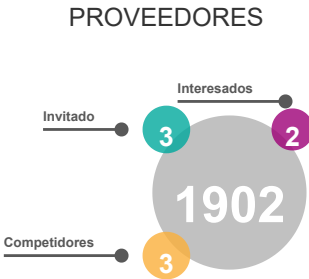 PROVEEDORES
Interesados
Invitado
3
2
1902
Competidores
3